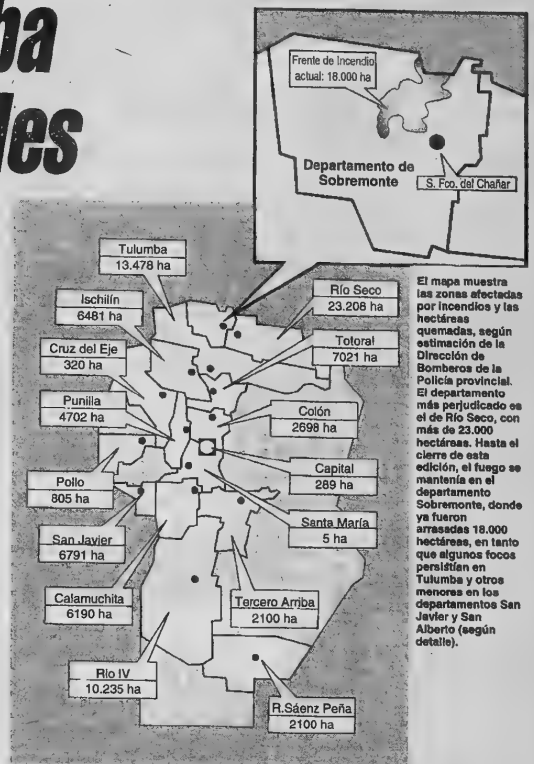 ba
des
Frente de Incendio
actual: 18.000 ha
Departamento de
Sobremonte
S. Fco. del Chañar
Tulumba
13.478 ha
Ischilín
6481 ha
Cruz del Eje
320 ha
Punilla
4702 ha
Pollo
805 ha
San Javier
6791 ha
Calamuchita
6190 ha
Río IV
10.235 ha
Río Seco
23.208 ha
Totoral
7021 ha
Colón
2698 ha
Capital
289 ha
Santa María
5 ha
Tercero Arriba
2100 ha
R.Sáenz Peña
2100 ha
El mapa muestra
las zonas afectadas
por incendios y las
hectáreas
quemadas, según
estimación de la
Dirección de
Bomberos de la
Policía provincial.
El departamento
más perjudicado es
el de Río Seco, con
más de 23.000
hectáreas. Hasta el
cierre de esta
edición, el fuego se
mantenía en el
departamento
Sobremonte, donde
ya fueron
arrasadas 18.000
hectáreas, en tanto
que algunos focos
persistían en
Tulumba y otros
menores en los
departamentos San
Javier y San
Alberto (según
detalle).